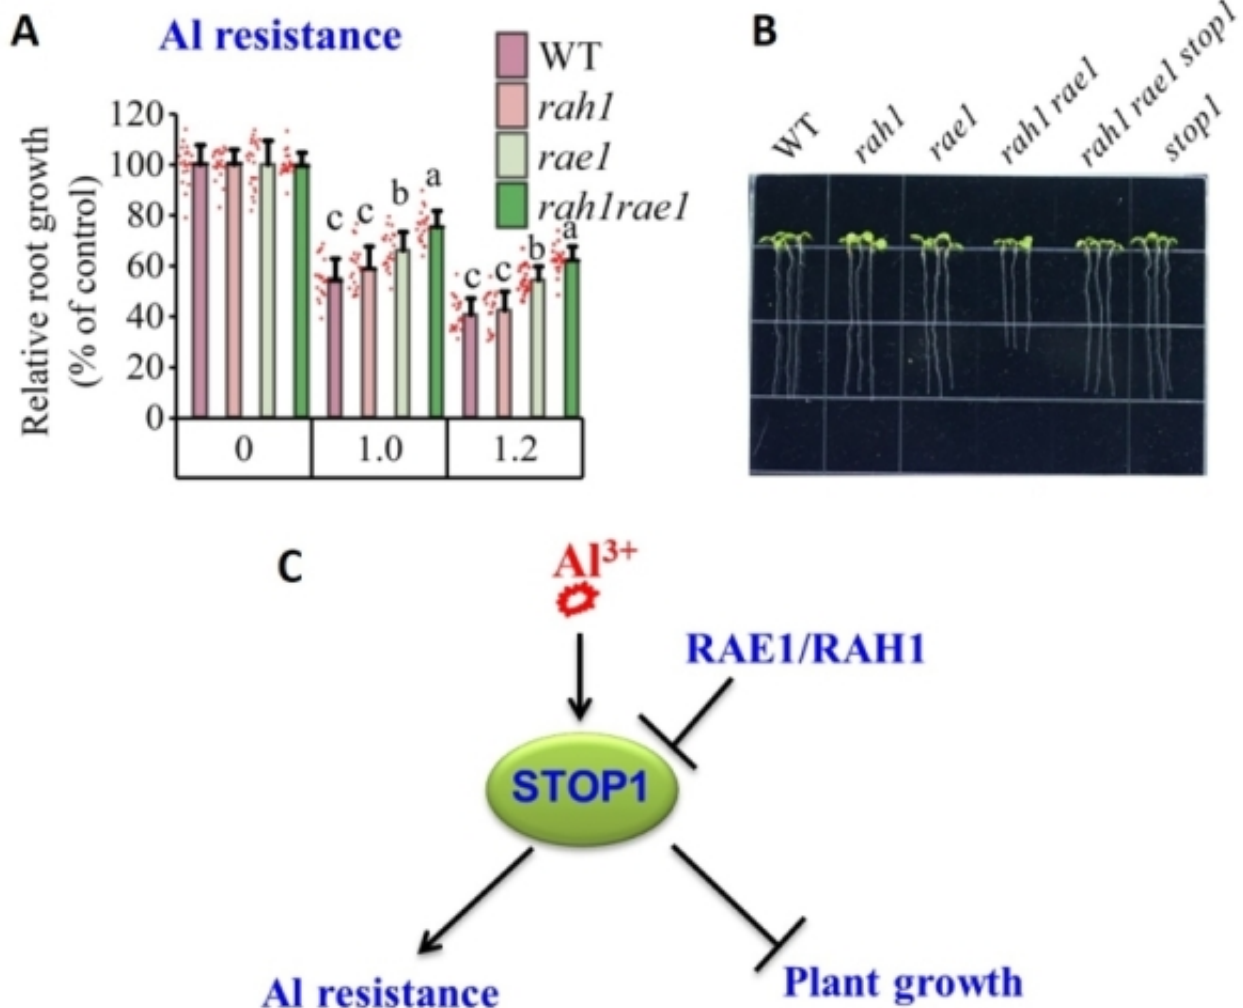 A
Al resistance
WT
rah1
rae1
rah1rae1
Relative root growth
(% of control)
120
100
80
60
40
20
0
c
c
b
a
c
c
b
a
0
1.0
1.2
B
WT
rah1
rae1
rah1 rae1
rah1 rae1 stop1
stop1
C
Al³⁺
RAE1/RAH1
STOP1
Al resistance
Plant growth